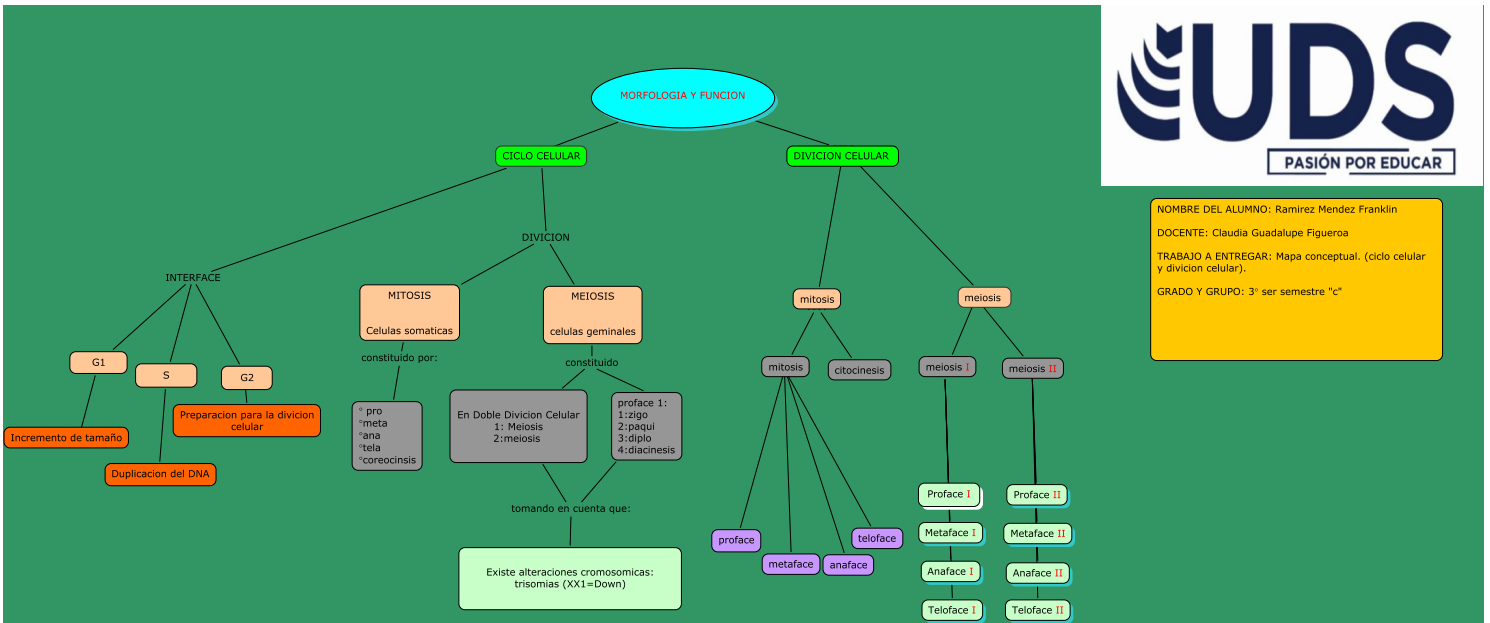 UDS
PASIÓN POR EDUCAR
MORFOLOGIA Y FUNCION
CICLO CELULAR
DIVICION CELULAR
NOMBRE DEL ALUMNO: Ramirez Mendez Franklin
DOCENTE: Claudia Guadalupe Figueroa
TRABAJO A ENTREGAR: Mapa conceptual. (ciclo celular
y divicion celular).
GRADO Y GRUPO: 3° ser semestre "c"
DIVICION
INTERFACE
MITOSIS
Celulas somaticas
MEIOSIS
celulas geminales
mitosis
meiosis
constituido por:
constituido
G1
S
G2
Incremento de tamaño
Duplicacion del DNA
Preparacion para la divicion
celular
° pro
°meta
°ana
°tela
°coreocinsis
En Doble Divicion Celular
1: Meiosis
2:meiosis
proface 1:
1:zigo
2:paqui
3:diplo
4:diacinesis
tomando en cuenta que:
Existe alteraciones cromosomicas:
trisomias (XX1=Down)
mitosis
citocinesis
meiosis I
meiosis II
proface
metaface
anaface
teloface
Proface I
Metaface I
Anaface I
Teloface I
Proface II
Metaface II
Anaface II
Teloface II